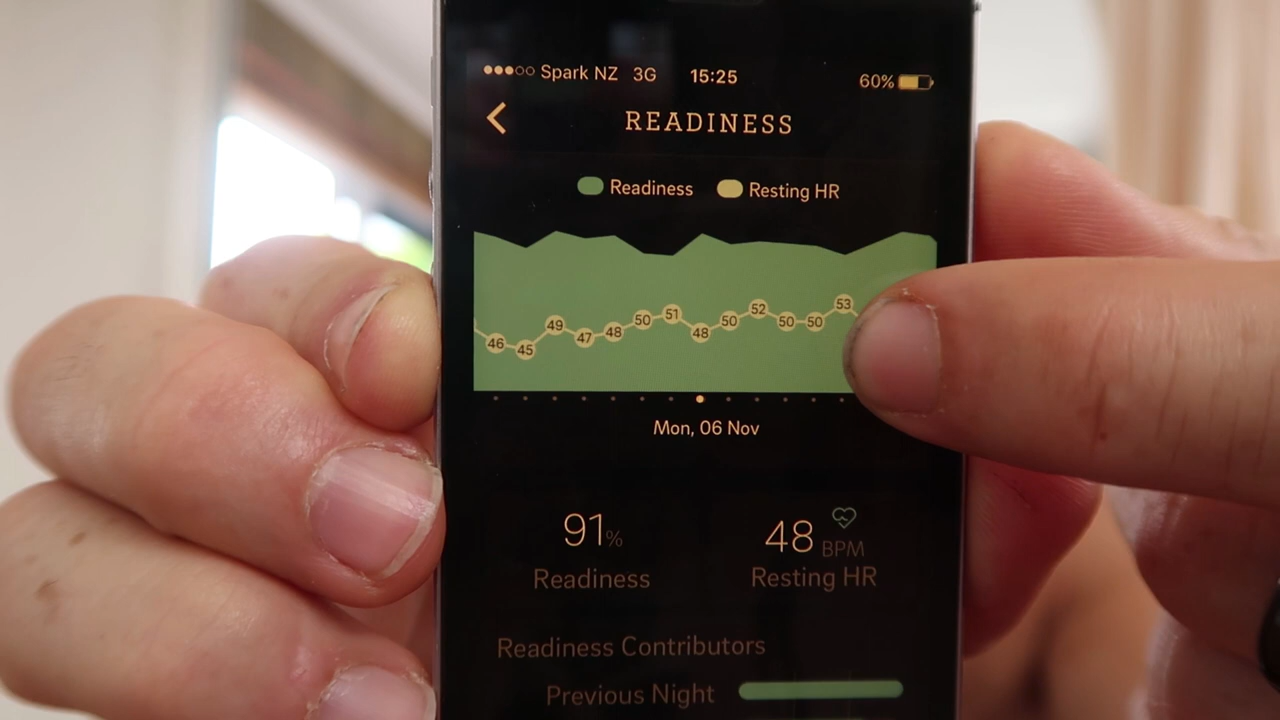 Spark NZ 3G 15:25 60%
READINESS
Readiness Resting HR
46 45 49 47 48 50 51 48 50 52 50 50 53
Mon, 06 Nov
91% 48 BPM
Readiness Resting HR
Readiness Contributors
Previous Night